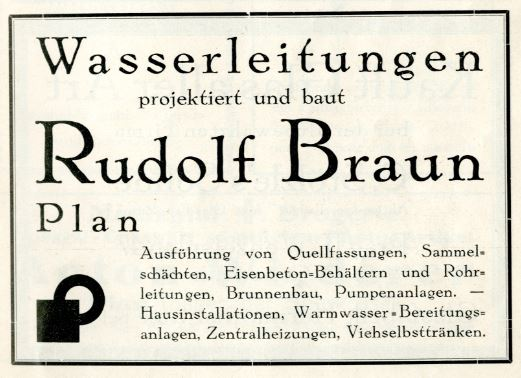 Wasserleitungen
projektiert und baut
Rudolf Braun
Plan
Ausführung von Quellfassungen, Sammel=
schächten, Eisenbeton-Behältern und Rohr=
leitungen, Brunnenbau, Pumpenanlagen. —
Hausinstallationen, Warmwasser=Bereitungs=
anlagen, Zentralheizungen, Viehselbsttränken.